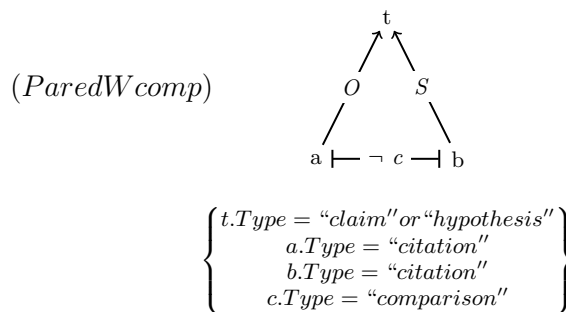 t
(ParedWcomp)
O S
a ¬ c b
t.Type = “claim″or“hypothesis″
a.Type = “citation″
b.Type = “citation″
c.Type = “comparison″